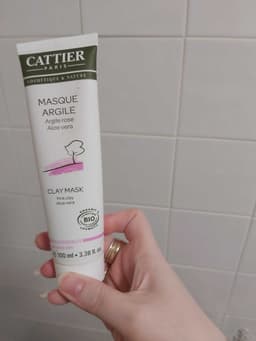 CATTIER
PARIS
COSMÉTIQUE & NATURE
MASQUE
ARGILE
Argile rose
Aloe vera
CLAY MASK
Pink clay
Aloe vera
BIO
100 ml - 3.38 fl.